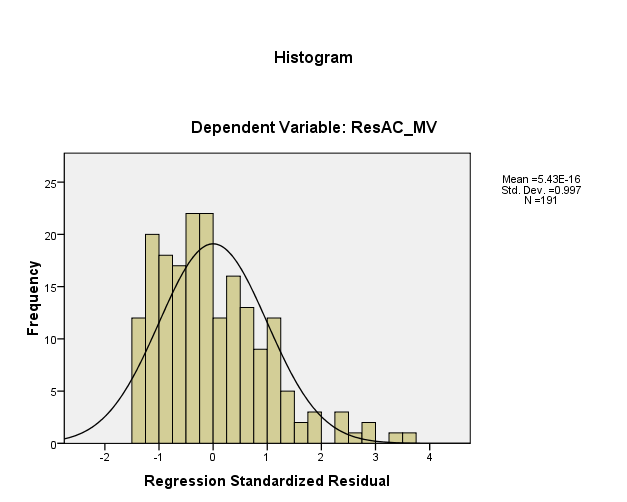 Histogram
Dependent Variable: ResAC_MV
Mean =5.43E-16
Std. Dev. =0.997
N =191
25
20
15
10
5
0
Frequency
-2 -1 0 1 2 3 4
Regression Standardized Residual